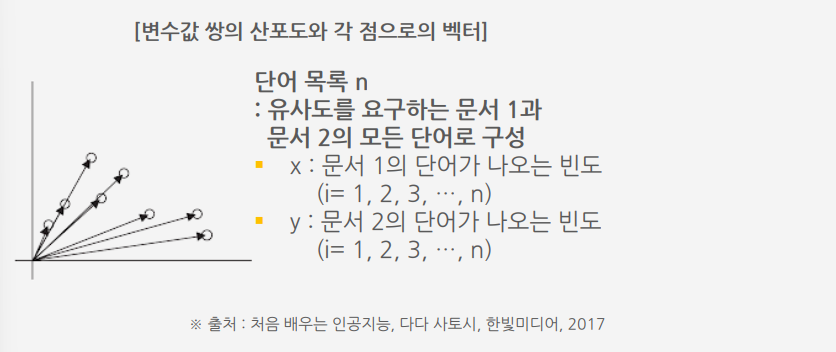 [변수값 쌍의 산포도와 각 점으로의 벡터]
단어 목록 n
: 유사도를 요구하는 문서 1과
문서 2의 모든 단어로 구성
▪ x : 문서 1의 단어가 나오는 빈도
(i= 1, 2, 3, …, n)
▪ y : 문서 2의 단어가 나오는 빈도
(i= 1, 2, 3, …, n)
※ 출처 : 처음 배우는 인공지능, 다다 사토시, 한빛미디어, 2017